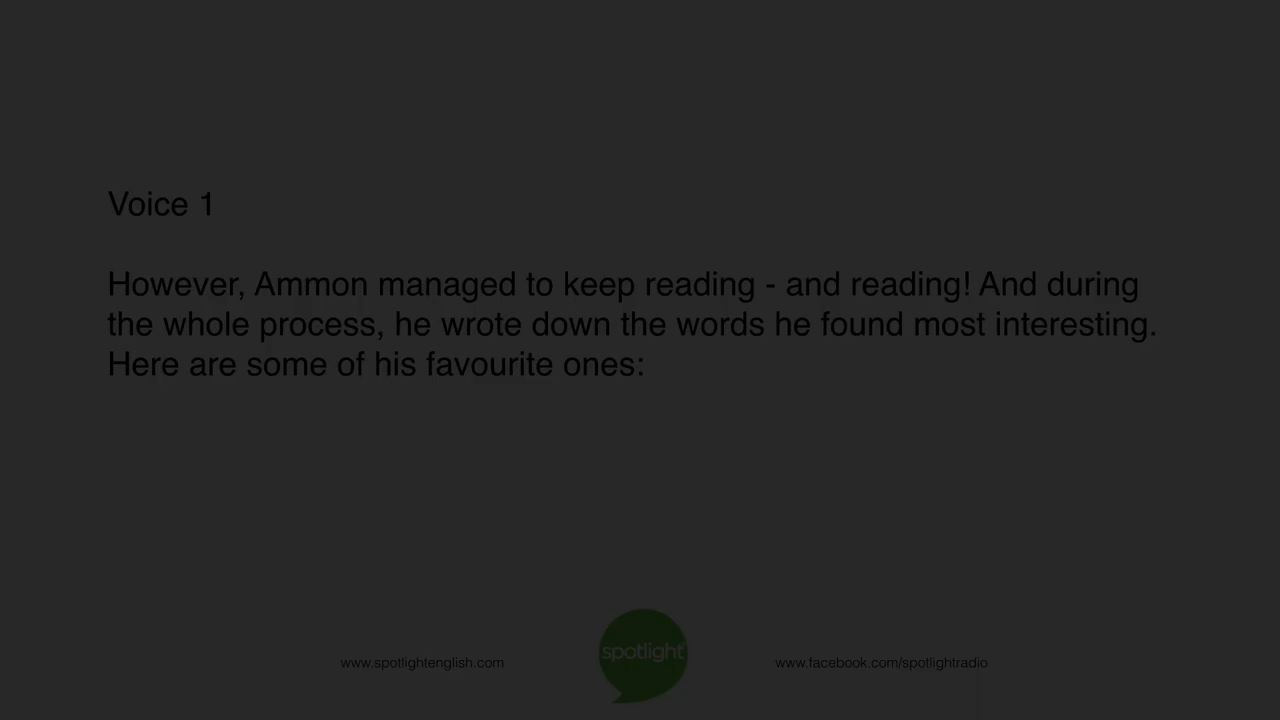 Voice 1
However, Ammon managed to keep reading - and reading! And during
the whole process, he wrote down the words he found most interesting.
Here are some of his favourite ones:
www.spotlightenglish.com
spotlight
www.facebook.com/spotlightradio